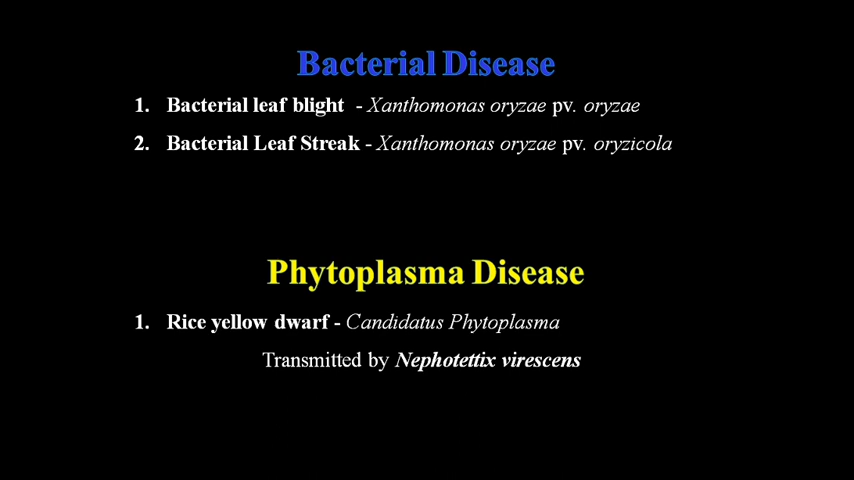 Bacterial Disease
1. Bacterial leaf blight - Xanthomonas oryzae pv. oryzae
2. Bacterial Leaf Streak - Xanthomonas oryzae pv. oryzicola
Phytoplasma Disease
1. Rice yellow dwarf - Candidatus Phytoplasma
Transmitted by Nephotettix virescens